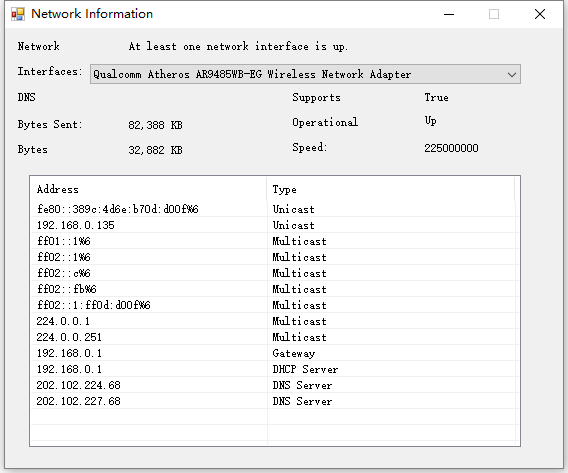 Network Information
Network At least one network interface is up.
Interfaces: Qualcomm Atheros AR9485WB-EG Wireless Network Adapter
DNS Supports True
Bytes Sent: 82,388 KB Operational Up
Bytes 32,882 KB Speed: 225000000
Address Type
fe80::389c:4d6e:b70d:d00f%6 Unicast
192.168.0.135 Unicast
ff01::1%6 Multicast
ff02::1%6 Multicast
ff02::c%6 Multicast
ff02::fb%6 Multicast
ff02::1:ff0d:d00f%6 Multicast
224.0.0.1 Multicast
224.0.0.251 Multicast
192.168.0.1 Gateway
192.168.0.1 DHCP Server
202.102.224.68 DNS Server
202.102.227.68 DNS Server